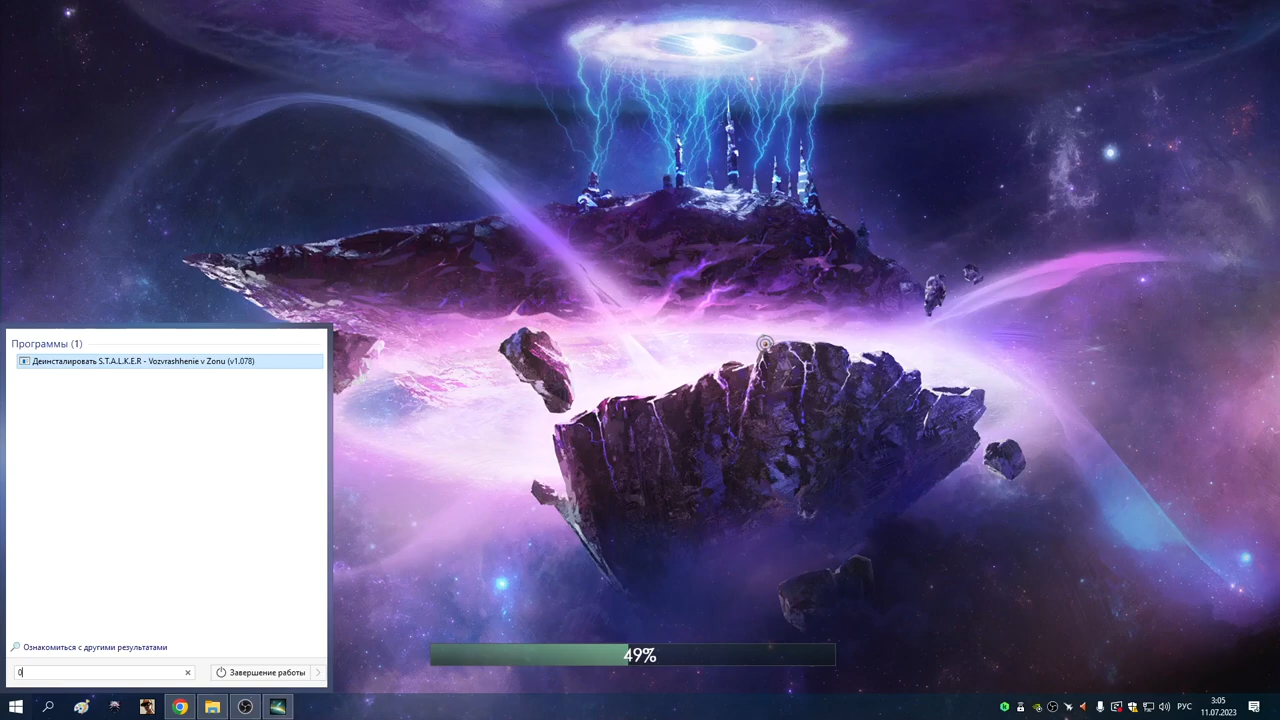 Программы (1)
Деинсталировать S.T.A.L.K.E.R - Vozvrashhenie v Zonu (v1.078)
Ознакомиться с другими результатами
0
Завершение работы
49%
РУС
3:05
11.07.2023